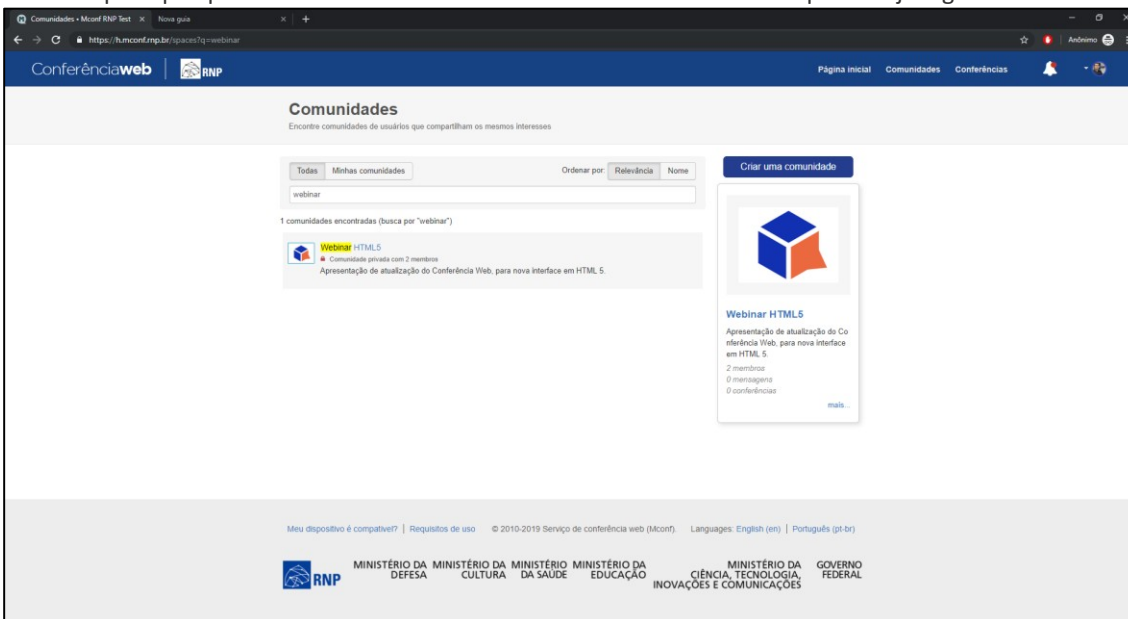 Comunidades • Mconf RNP Test
Nova guia
https://h.mconf.rnp.br/spaces?q=webinar
Anônimo
Conferênciaweb
RNP
Página inicial
Comunidades
Conferências
Comunidades
Encontre comunidades de usuários que compartilham os mesmos interesses
Todas
Minhas comunidades
Ordenar por:
Relevância
Nome
Criar uma comunidade
webinar
1 comunidades encontradas (busca por "webinar")
Webinar HTML5
Comunidade privada com 2 membros
Apresentação de atualização do Conferência Web, para nova interface em HTML 5.
Webinar HTML5
Apresentação de atualização do Co
nferência Web, para nova interface
em HTML 5.
2 membros
0 mensagens
0 conferências
mais...
Meu dispositivo é compatível? | Requisitos de uso
© 2010-2019 Serviço de conferência web (Mconf).
Languages: English (en) | Português (pt-br)
RNP
MINISTÉRIO DA
DEFESA
MINISTÉRIO DA
CULTURA
MINISTÉRIO
DA SAÚDE
MINISTÉRIO DA
EDUCAÇÃO
MINISTÉRIO DA
CIÊNCIA, TECNOLOGIA,
INOVAÇÕES E COMUNICAÇÕES
GOVERNO
FEDERAL